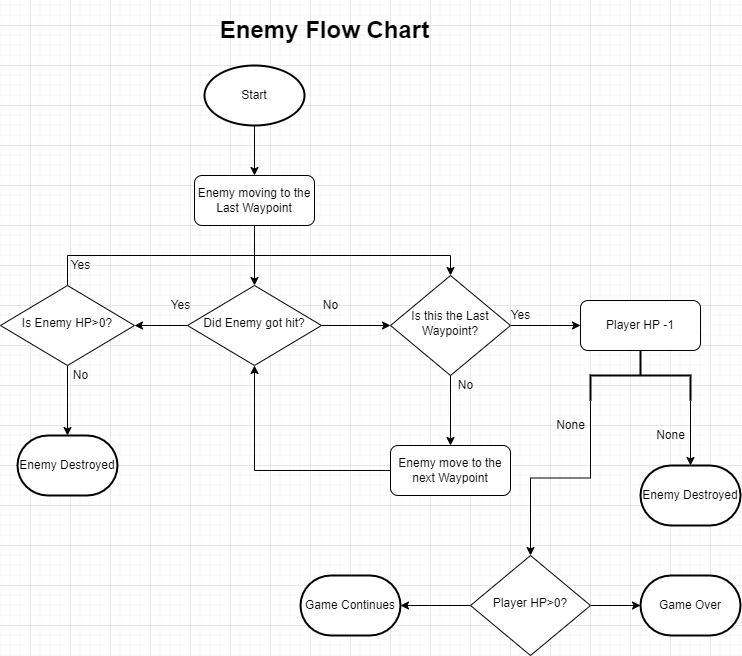 Enemy Flow Chart
Start
Enemy moving to the
Last Waypoint
Yes
Is Enemy HP>0?
Yes
Did Enemy got hit?
No
Is this the Last
Waypoint?
Yes
Player HP -1
No
No
None
None
Enemy Destroyed
Enemy move to the
next Waypoint
Enemy Destroyed
Game Continues
Player HP>0?
Game Over